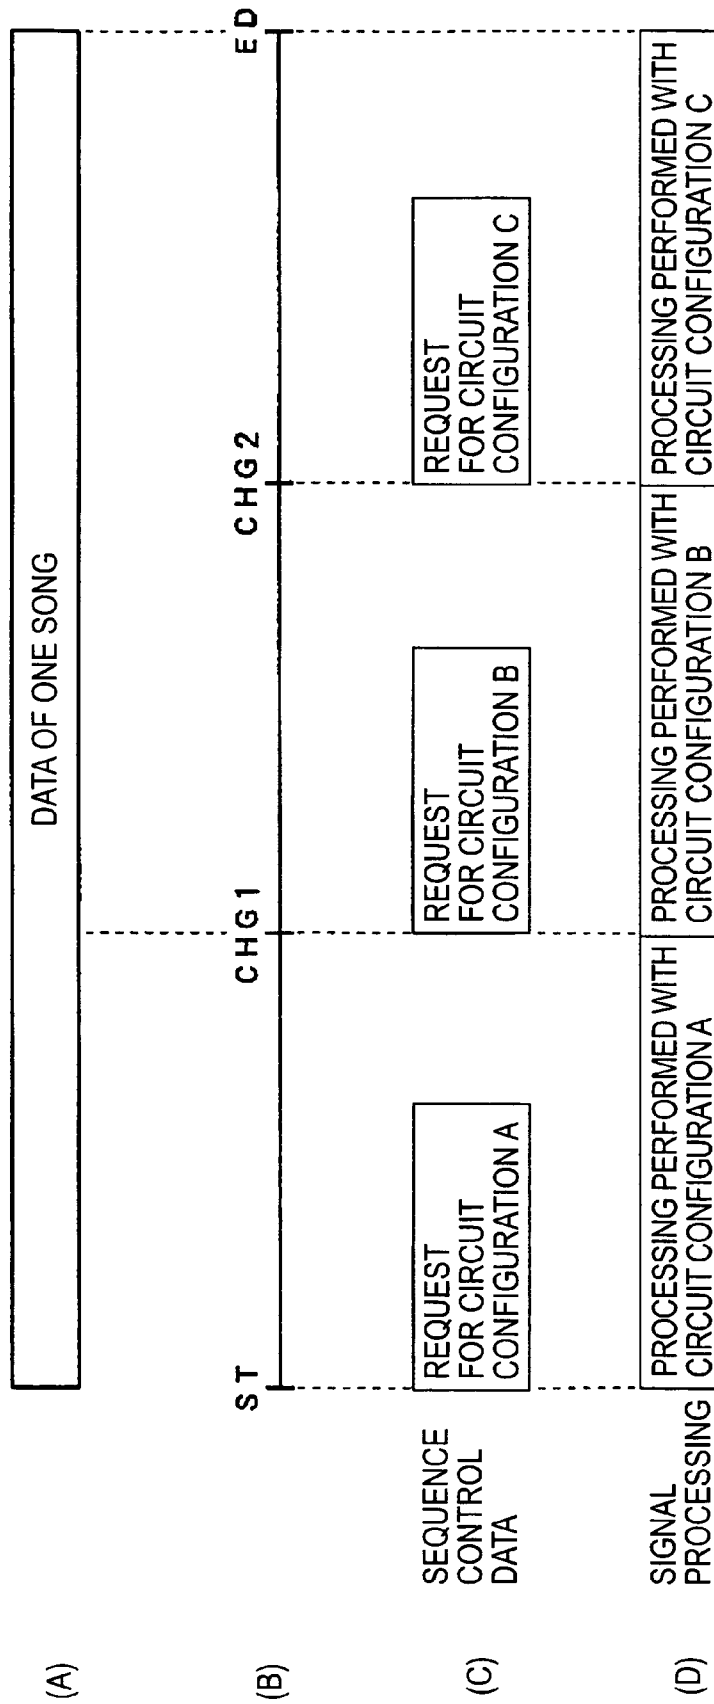 (A)
DATA OF ONE SONG
(B)
ST
CHG1
CHG2
ED
(C)
SEQUENCE
CONTROL
DATA
REQUEST
FOR CIRCUIT
CONFIGURATION A
REQUEST
FOR CIRCUIT
CONFIGURATION B
REQUEST
FOR CIRCUIT
CONFIGURATION C
(D)
SIGNAL
PROCESSING
PROCESSING PERFORMED WITH
CIRCUIT CONFIGURATION A
PROCESSING PERFORMED WITH
CIRCUIT CONFIGURATION B
PROCESSING PERFORMED WITH
CIRCUIT CONFIGURATION C